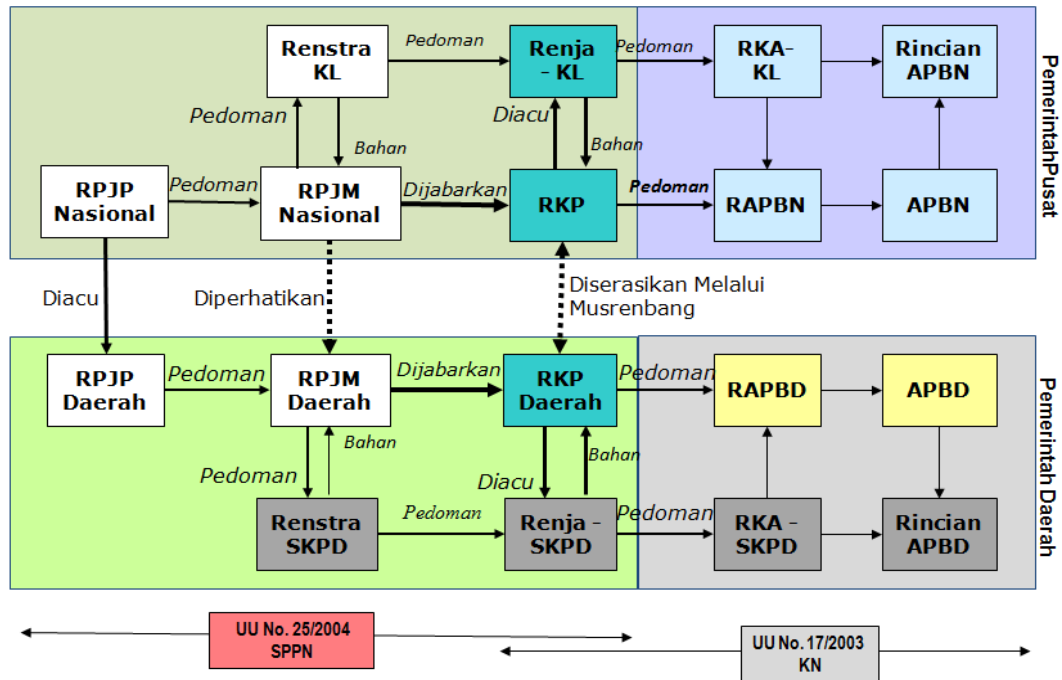 Renstra
KL
Pedoman
Renja
- KL
Pedoman
RKA-
KL
Rincian
APBN
Pedoman
Bahan
Diacu
Bahan
RPJP
Nasional
Pedoman
RPJM
Nasional
Dijabarkan
RKP
Pedoman
RAPBN
APBN
PemerintahPusat
Diacu
Diperhatikan
Diserasikan Melalui
Musrenbang
RPJP
Daerah
Pedoman
RPJM
Daerah
Dijabarkan
RKP
Daerah
Pedoman
RAPBD
APBD
Pedoman
Bahan
Diacu
Bahan
Renstra
SKPD
Pedoman
Renja -
SKPD
Pedoman
RKA -
SKPD
Rincian
APBD
Pemerintah Daerah
UU No. 25/2004
SPPN
UU No. 17/2003
KN